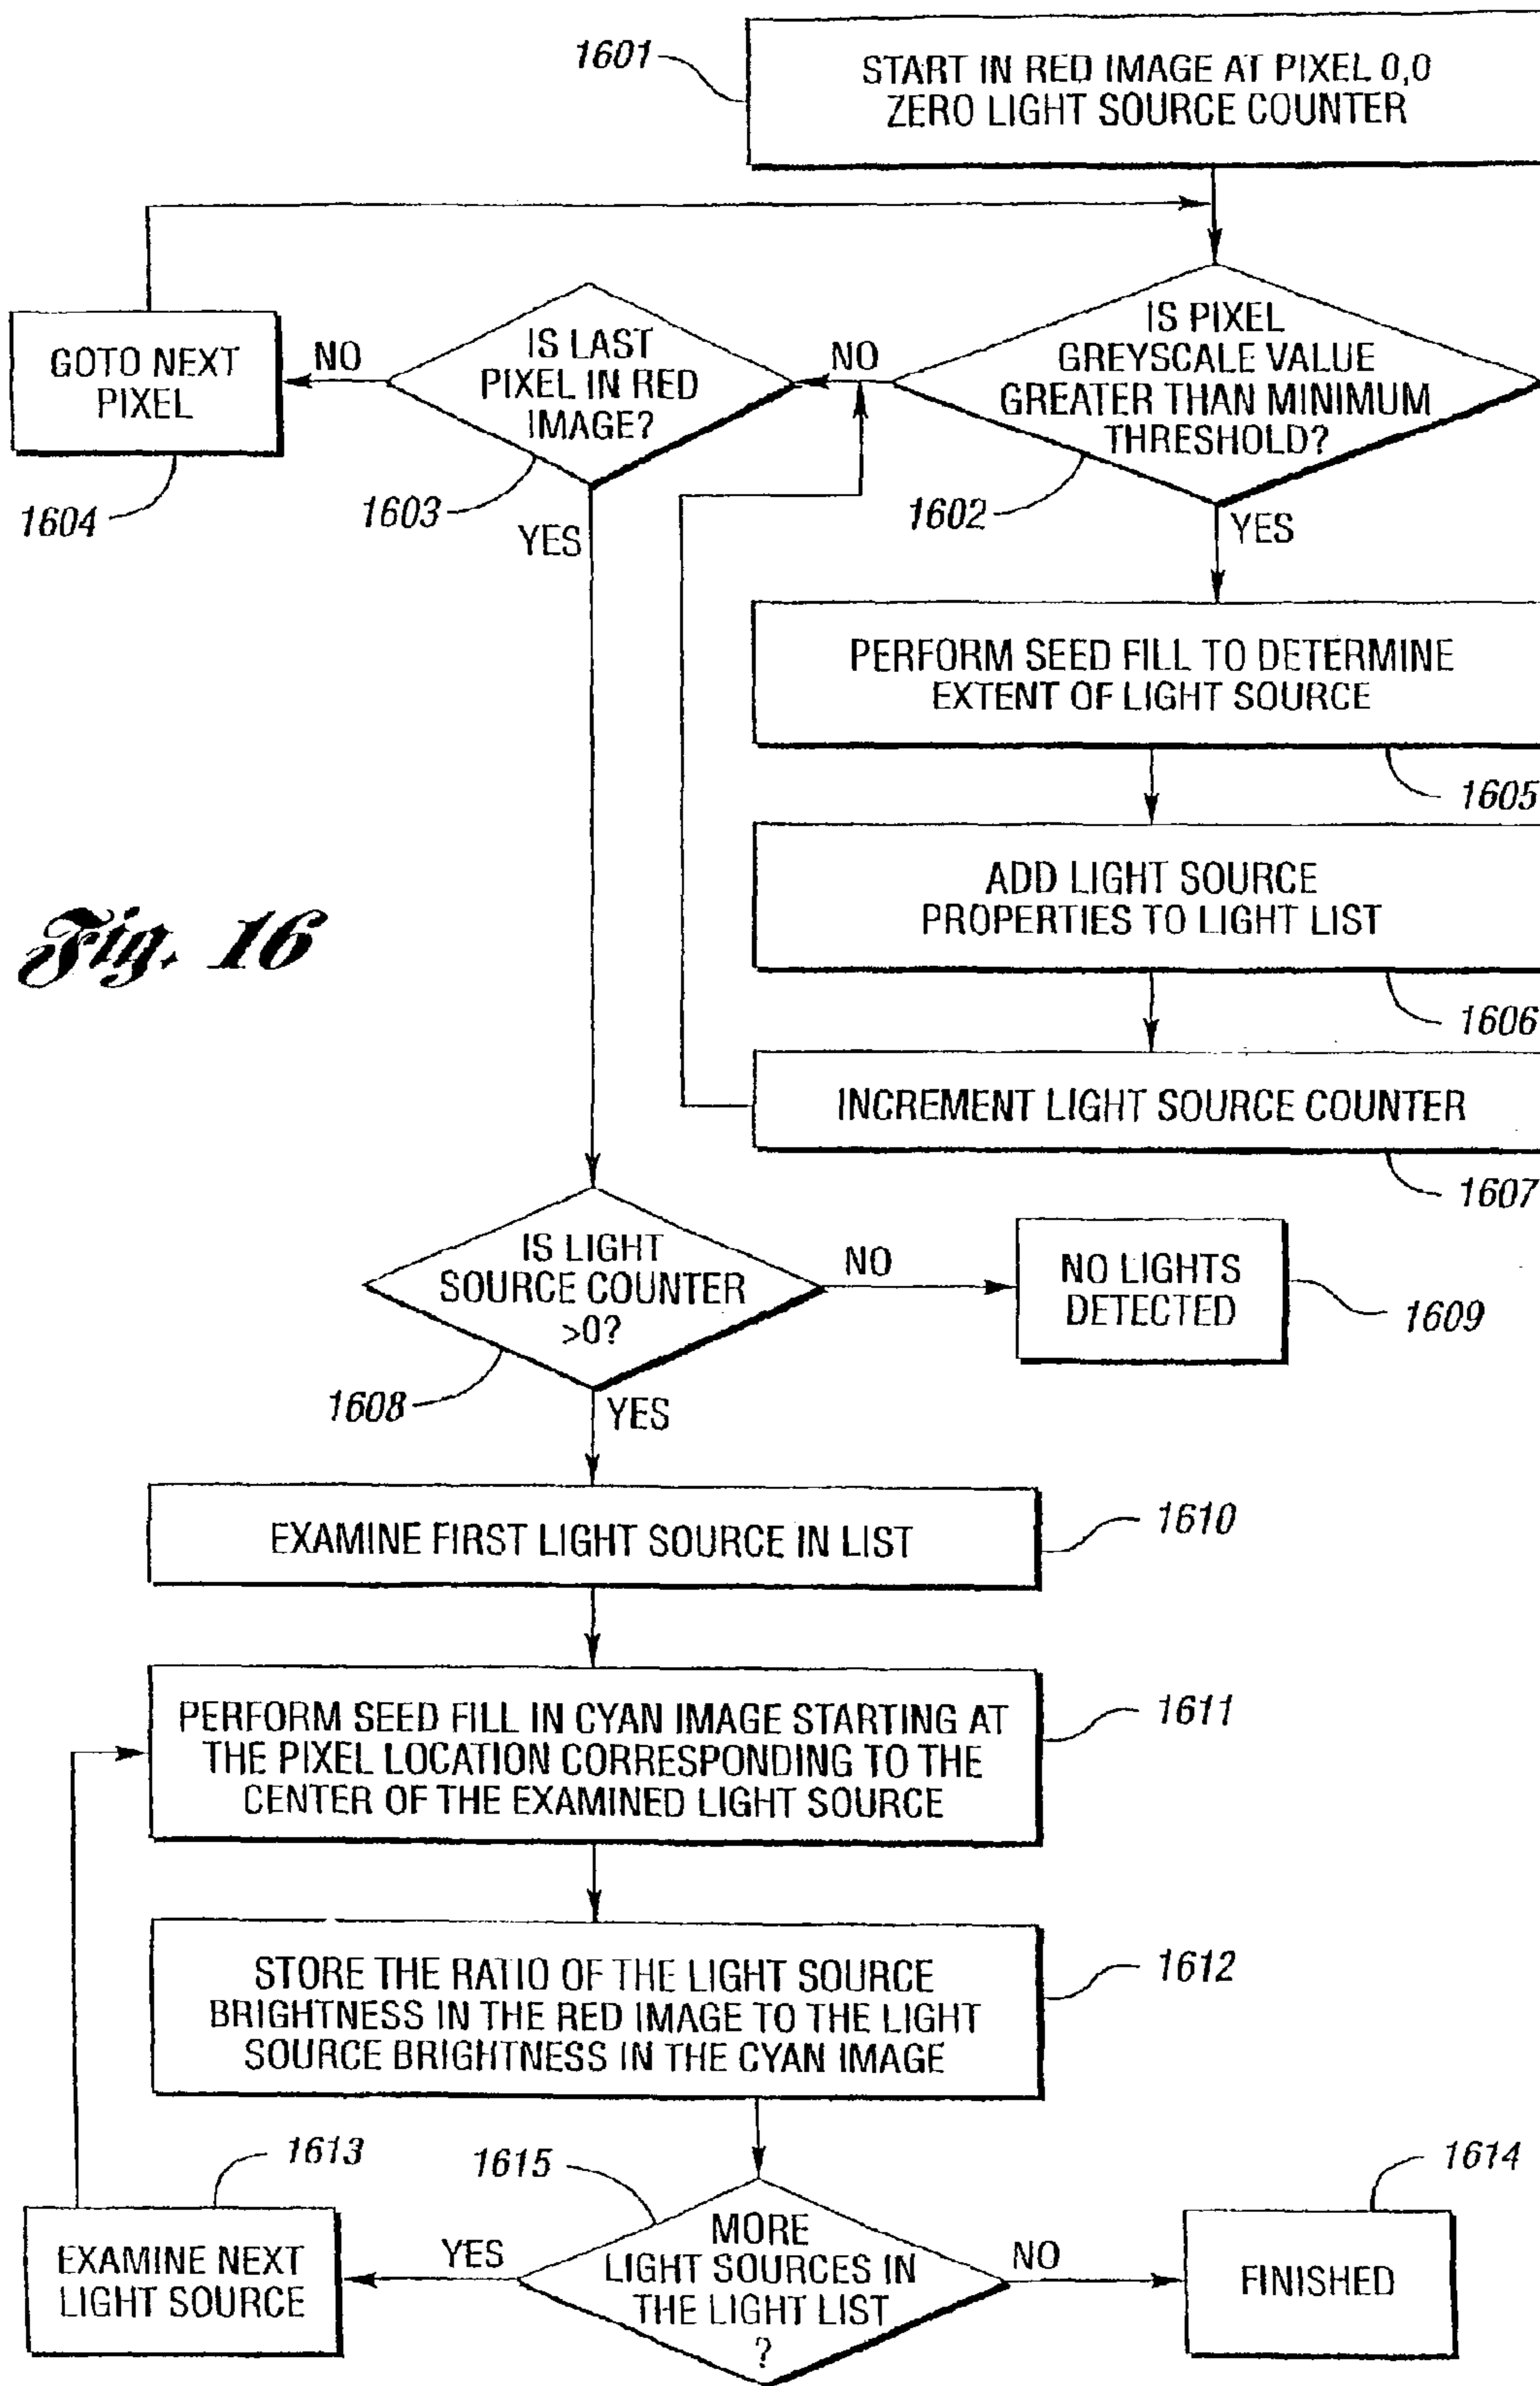 1601
START IN RED IMAGE AT PIXEL 0,0
ZERO LIGHT SOURCE COUNTER
GOTO NEXT
PIXEL
1604
NO
IS LAST
PIXEL IN RED
IMAGE?
1603
YES
NO
IS PIXEL
GREYSCALE VALUE
GREATER THAN MINIMUM
THRESHOLD?
1602
YES
PERFORM SEED FILL TO DETERMINE
EXTENT OF LIGHT SOURCE
1605
ADD LIGHT SOURCE
PROPERTIES TO LIGHT LIST
1606
Fig. 16
INCREMENT LIGHT SOURCE COUNTER
1607
IS LIGHT
SOURCE COUNTER
>0?
1608
NO
NO LIGHTS
DETECTED
1609
YES
EXAMINE FIRST LIGHT SOURCE IN LIST
1610
PERFORM SEED FILL IN CYAN IMAGE STARTING AT
THE PIXEL LOCATION CORRESPONDING TO THE
CENTER OF THE EXAMINED LIGHT SOURCE
1611
STORE THE RATIO OF THE LIGHT SOURCE
BRIGHTNESS IN THE RED IMAGE TO THE LIGHT
SOURCE BRIGHTNESS IN THE CYAN IMAGE
1612
1613
EXAMINE NEXT
LIGHT SOURCE
YES
1615
MORE
LIGHT SOURCES IN
THE LIGHT LIST
?
NO
1614
FINISHED